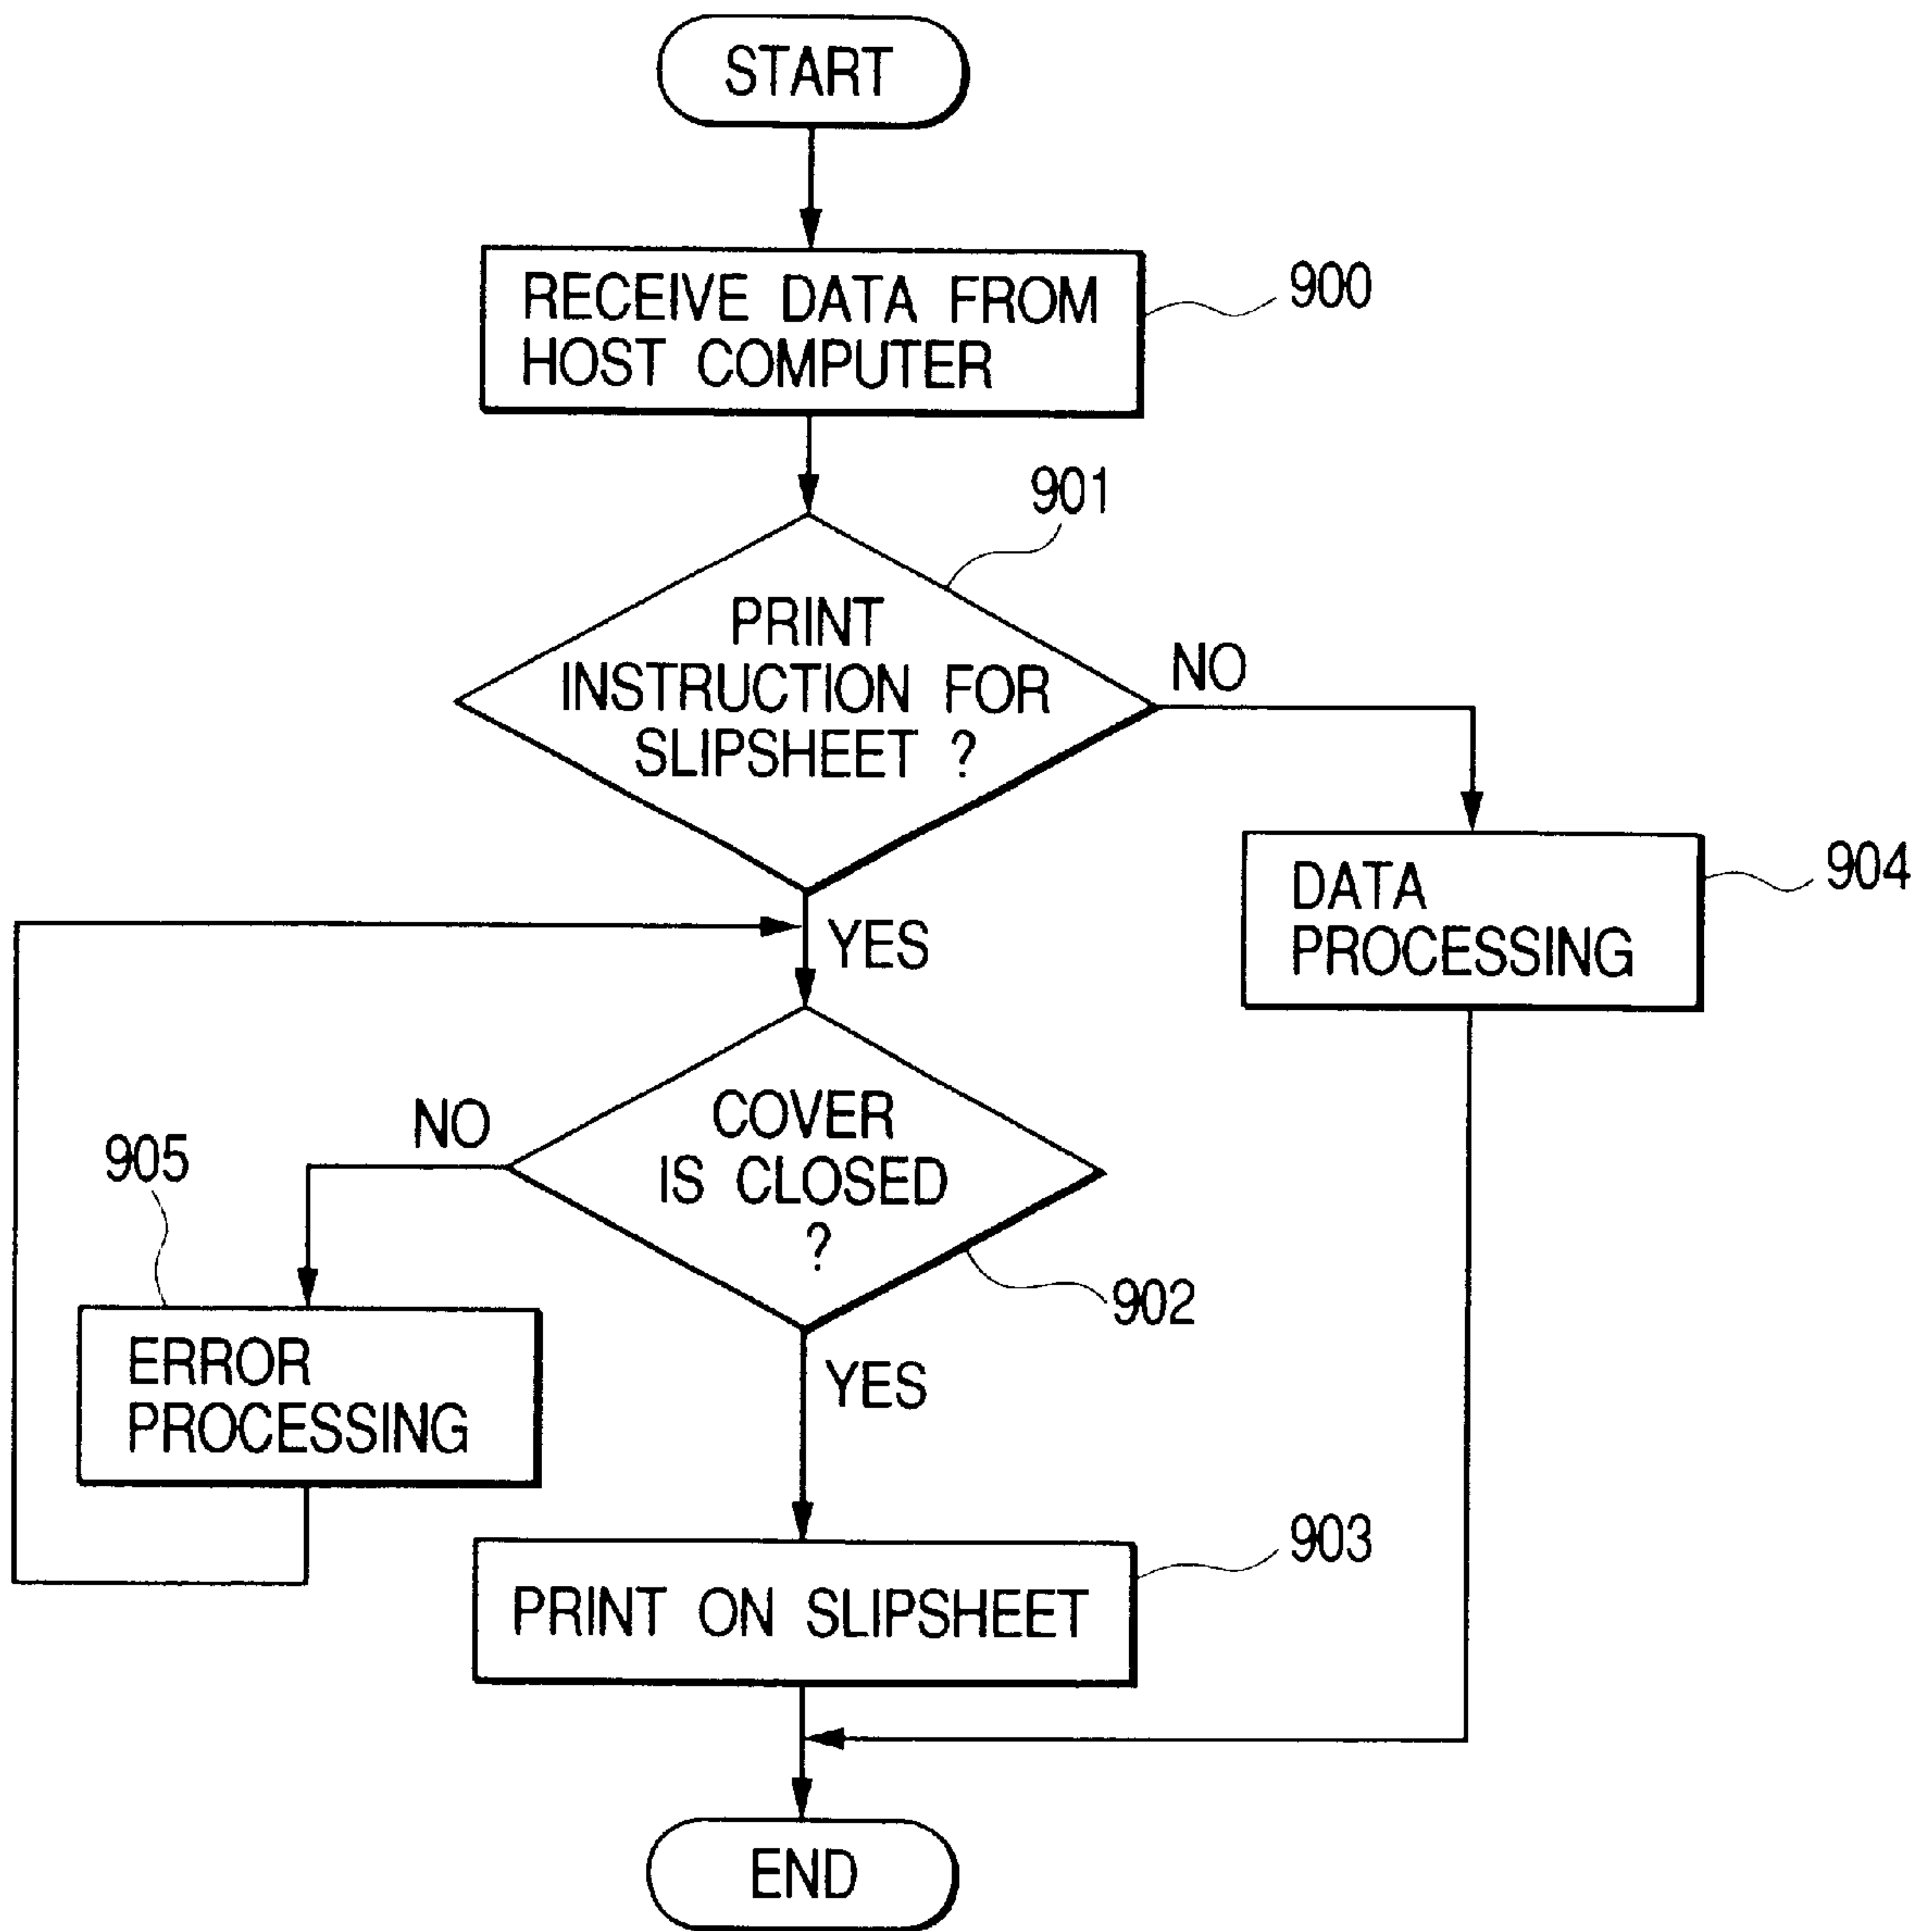 START
RECEIVE DATA FROM
HOST COMPUTER
900
901
PRINT
INSTRUCTION FOR
SLIPSHEET ?
NO
YES
DATA
PROCESSING
904
COVER
IS CLOSED
?
NO
905
902
YES
ERROR
PROCESSING
903
PRINT ON SLIPSHEET
END